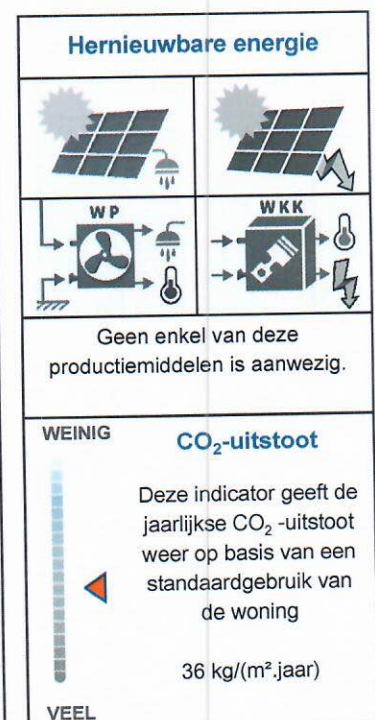 Hernieuwbare energie
WP
WKK
Geen enkel van deze
productiemiddelen is aanwezig.
WEINIG
CO₂-uitstoot
Deze indicator geeft de
jaarlijkse CO₂ -uitstoot
weer op basis van een
standaardgebruik van
de woning
36 kg/(m².jaar)
VEEL